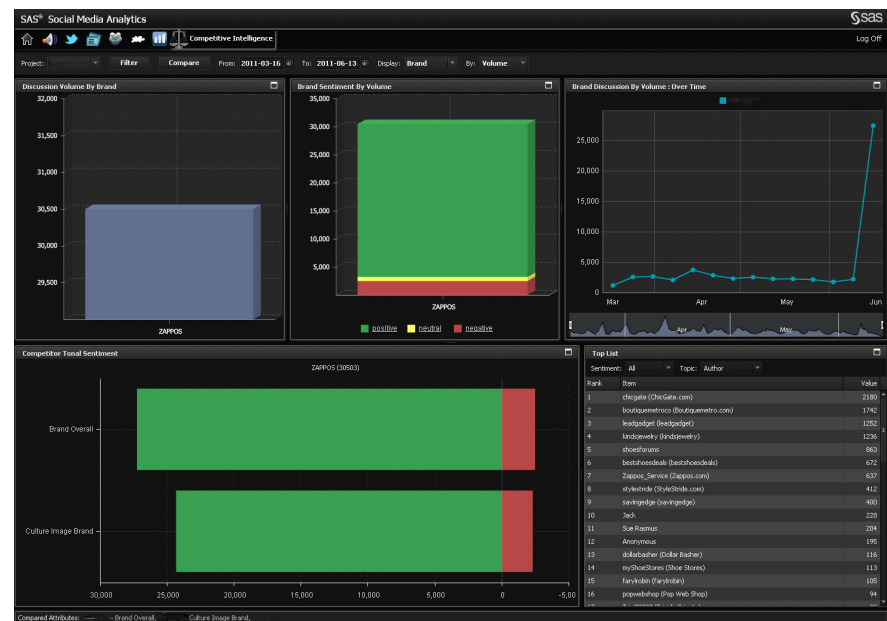 SAS® Social Media Analytics
sas
Competitive Intelligence
Log Off
Project:
Filter
Compare
From: 2011-03-16
To: 2011-06-13
Display: Brand
By: Volume
Discussion Volume By Brand
32,000
31,500
31,000
30,500
30,000
29,500
ZAPPOS
Brand Sentiment By Volume
35,000
30,000
25,000
20,000
15,000
10,000
5,000
ZAPPOS
positive
neutral
negative
Brand Discussion By Volume : Over Time
25,000
20,000
15,000
10,000
5,000
0
Mar
Apr
May
Jun
Apr
May
Competitor Tonal Sentiment
ZAPPOS (30503)
Brand Overall
Culture Image Brand
30,000
25,000
20,000
15,000
10,000
5,000
0
-5,00
Top List
Sentiment: All
Topic: Author
Rank Item Value
1 chicgate (ChicGate.com) 2180
2 boutiquemetroco (Boutiquemetro.com) 1742
3 leadgadget (leadgadget) 1252
4 kindsjewelry (kindsjewelry) 1236
5 shoesforums 863
6 bestshoesdeals (bestshoesdeals) 672
7 Zappos_Service (Zappos.com) 637
8 stylestride (StyleStride.com) 412
9 savingedge (savingedge) 400
10 Jack 228
11 Sue Rasmus 204
12 Anonymous 195
13 dollarbasher (Dollar Basher) 116
14 myShoeStores (Shoe Stores) 113
15 farylrobin (farylrobin) 105
16 popwebshop (Pop Web Shop) 94
Compared Attributes: - Brand Overall, Culture Image Brand,